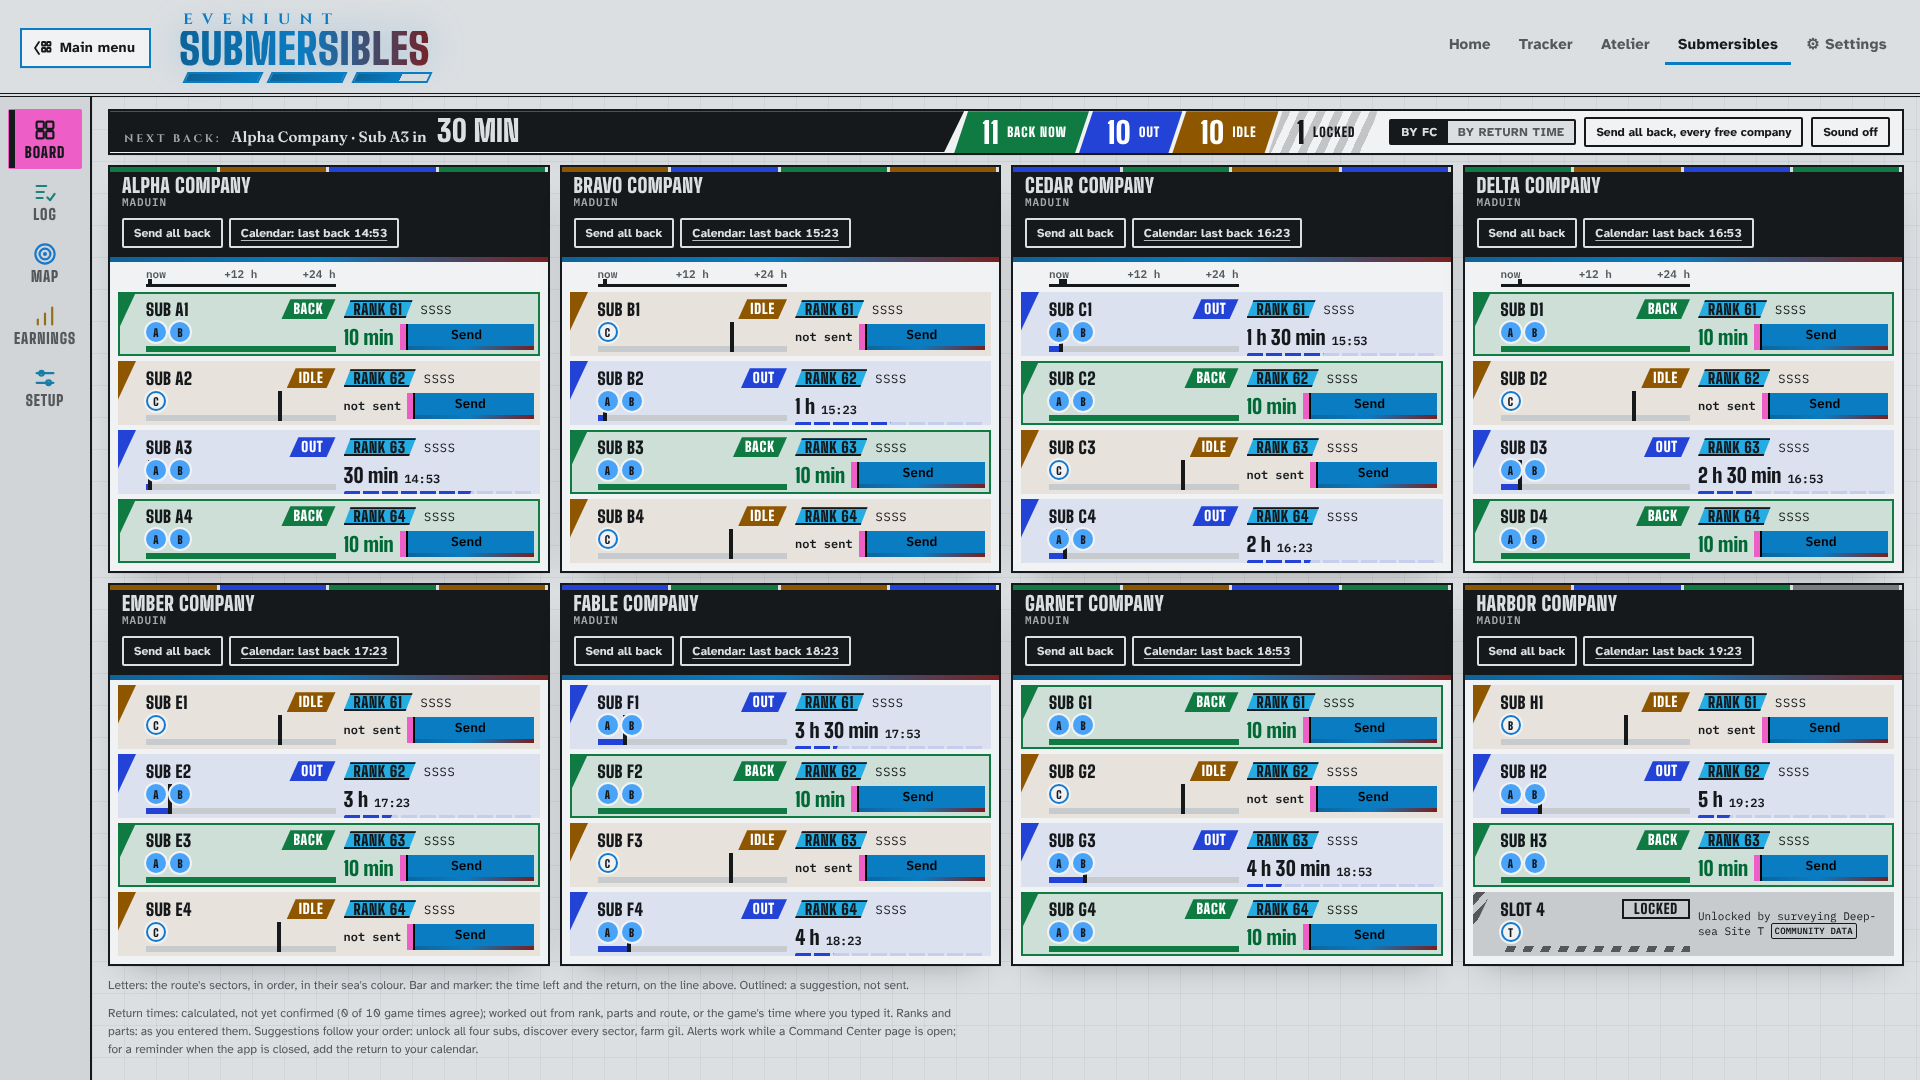 Main menu
EVENIUNT
SUBMERSIBLES
Home
Tracker
Atelier
Submersibles
Settings
BOARD
LOG
MAP
EARNINGS
SETUP
NEXT BACK: Alpha Company · Sub A3 in 30 MIN
11 BACK NOW
10 OUT
10 IDLE
1 LOCKED
BY FC
BY RETURN TIME
Send all back, every free company
Sound off
ALPHA COMPANY
MADUIN
Send all back
Calendar: last back 14:53
now +12 h +24 h
SUB A1 BACK RANK 61 SSSS
A B 10 min Send
SUB A2 IDLE RANK 62 SSSS
C not sent Send
SUB A3 OUT RANK 63 SSSS
A B 30 min 14:53
SUB A4 BACK RANK 64 SSSS
A B 10 min Send
BRAVO COMPANY
MADUIN
Send all back
Calendar: last back 15:23
now +12 h +24 h
SUB B1 IDLE RANK 61 SSSS
C not sent Send
SUB B2 OUT RANK 62 SSSS
A B 1 h 15:23
SUB B3 BACK RANK 63 SSSS
A B 10 min Send
SUB B4 IDLE RANK 64 SSSS
C not sent Send
CEDAR COMPANY
MADUIN
Send all back
Calendar: last back 16:23
now +12 h +24 h
SUB C1 OUT RANK 61 SSSS
A B 1 h 30 min 15:53
SUB C2 BACK RANK 62 SSSS
A B 10 min Send
SUB C3 IDLE RANK 63 SSSS
C not sent Send
SUB C4 OUT RANK 64 SSSS
A B 2 h 16:23
DELTA COMPANY
MADUIN
Send all back
Calendar: last back 16:53
now +12 h +24 h
SUB D1 BACK RANK 61 SSSS
A B 10 min Send
SUB D2 IDLE RANK 62 SSSS
C not sent Send
SUB D3 OUT RANK 63 SSSS
A B 2 h 30 min 16:53
SUB D4 BACK RANK 64 SSSS
A B 10 min Send
EMBER COMPANY
MADUIN
Send all back
Calendar: last back 17:23
SUB E1 IDLE RANK 61 SSSS
C not sent Send
SUB E2 OUT RANK 62 SSSS
A B 3 h 17:23
SUB E3 BACK RANK 63 SSSS
A B 10 min Send
SUB E4 IDLE RANK 64 SSSS
C not sent Send
FABLE COMPANY
MADUIN
Send all back
Calendar: last back 18:23
SUB F1 OUT RANK 61 SSSS
A B 3 h 30 min 17:53
SUB F2 BACK RANK 62 SSSS
A B 10 min Send
SUB F3 IDLE RANK 63 SSSS
C not sent Send
SUB F4 OUT RANK 64 SSSS
A B 4 h 18:23
GARNET COMPANY
MADUIN
Send all back
Calendar: last back 18:53
SUB G1 BACK RANK 61 SSSS
A B 10 min Send
SUB G2 IDLE RANK 62 SSSS
C not sent Send
SUB G3 OUT RANK 63 SSSS
A B 4 h 30 min 18:53
SUB G4 BACK RANK 64 SSSS
A B 10 min Send
HARBOR COMPANY
MADUIN
Send all back
Calendar: last back 19:23
SUB H1 IDLE RANK 61 SSSS
B not sent Send
SUB H2 OUT RANK 62 SSSS
A B 5 h 19:23
SUB H3 BACK RANK 63 SSSS
A B 10 min Send
SLOT 4 LOCKED
T
Unlocked by surveying Deep-
sea Site T COMMUNITY DATA
Letters: the route's sectors, in order, in their sea's colour. Bar and marker: the time left and the return, on the line above. Outlined: a suggestion, not sent.
Return times: calculated, not yet confirmed (0 of 10 game times agree); worked out from rank, parts and route, or the game's time where you typed it. Ranks and
parts: as you entered them. Suggestions follow your order: unlock all four subs, discover every sector, farm gil. Alerts work while a Command Center page is open;
for a reminder when the app is closed, add the return to your calendar.